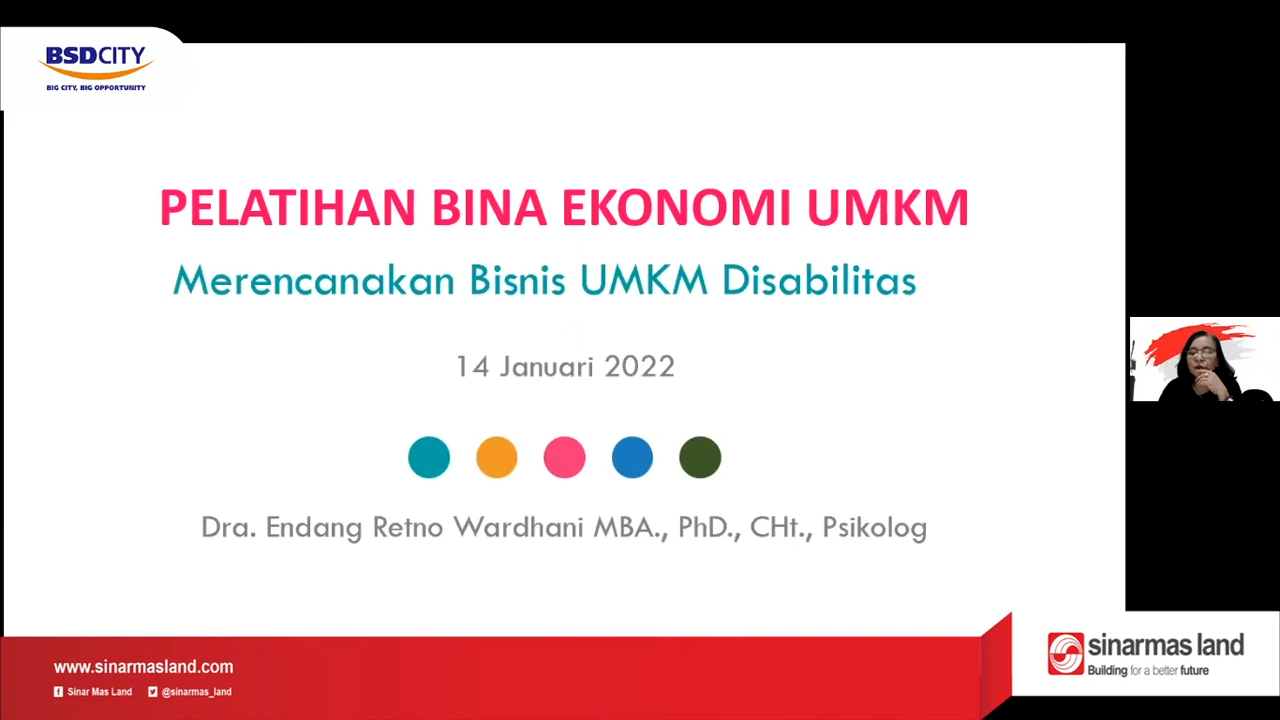 BSDCITY
BIG CITY, BIG OPPORTUNITY
PELATIHAN BINA EKONOMI UMKM
Merencanakan Bisnis UMKM Disabilitas
14 Januari 2022
Dra. Endang Retno Wardhani MBA., PhD., CHt., Psikolog
www.sinarmasland.com
Sinar Mas Land @sinarmas_land
sinarmas land
Building for a better future